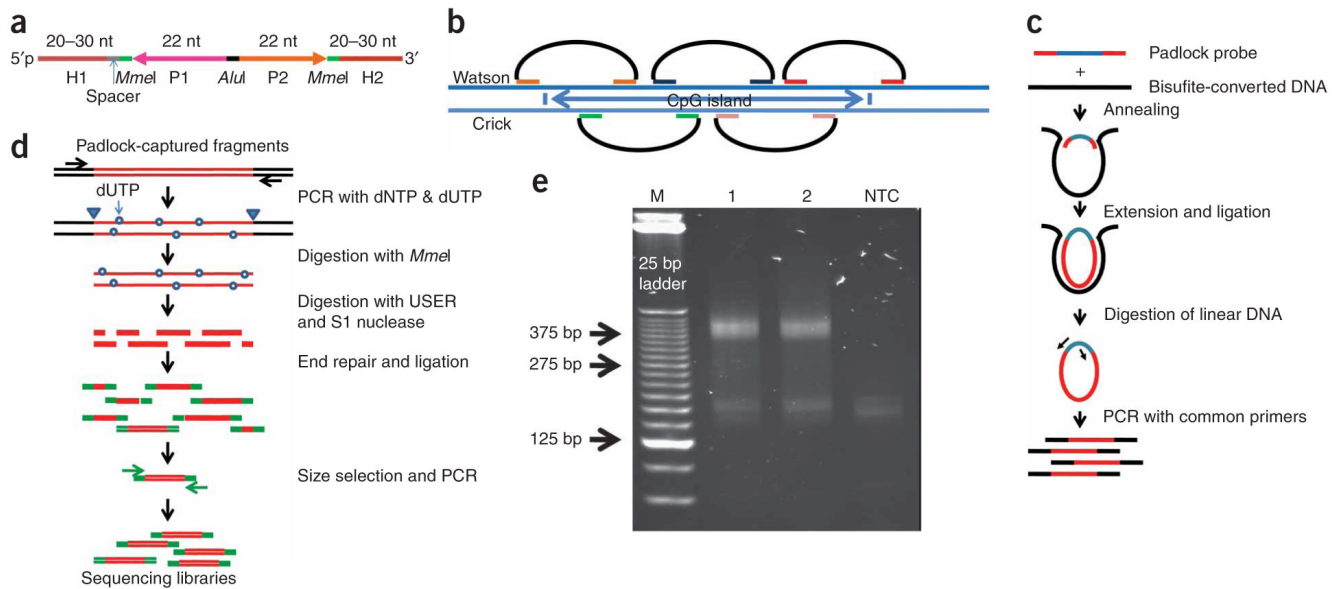 a
20–30 nt 22 nt 22 nt 20–30 nt
5′p 3′
H1 MmeI P1 AluI P2 MmeI H2
Spacer
b
Watson
CpG island
Crick
c
Padlock probe
+
Bisulfite-converted DNA
Annealing
Extension and ligation
Digestion of linear DNA
PCR with common primers
d
Padlock-captured fragments
dUTP
PCR with dNTP & dUTP
Digestion with MmeI
Digestion with USER
and S1 nuclease
End repair and ligation
Size selection and PCR
Sequencing libraries
e
M 1 2 NTC
25 bp
ladder
375 bp
275 bp
125 bp